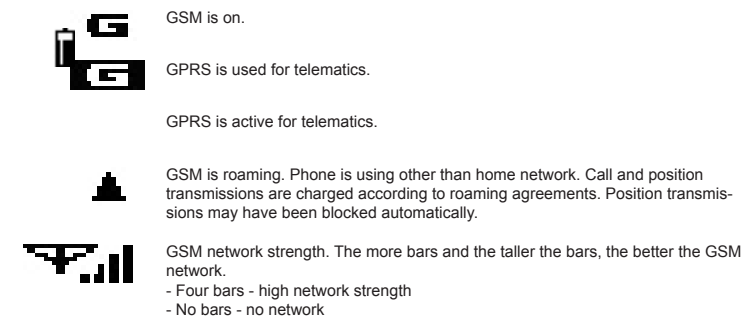 GSM is on.
G
G
GPRS is used for telematics.
GPRS is active for telematics.
GSM is roaming. Phone is using other than home network. Call and position
transmissions are charged according to roaming agreements. Position transmis-
sions may have been blocked automatically.
GSM network strength. The more bars and the taller the bars, the better the GSM
network.
- Four bars - high network strength
- No bars - no network